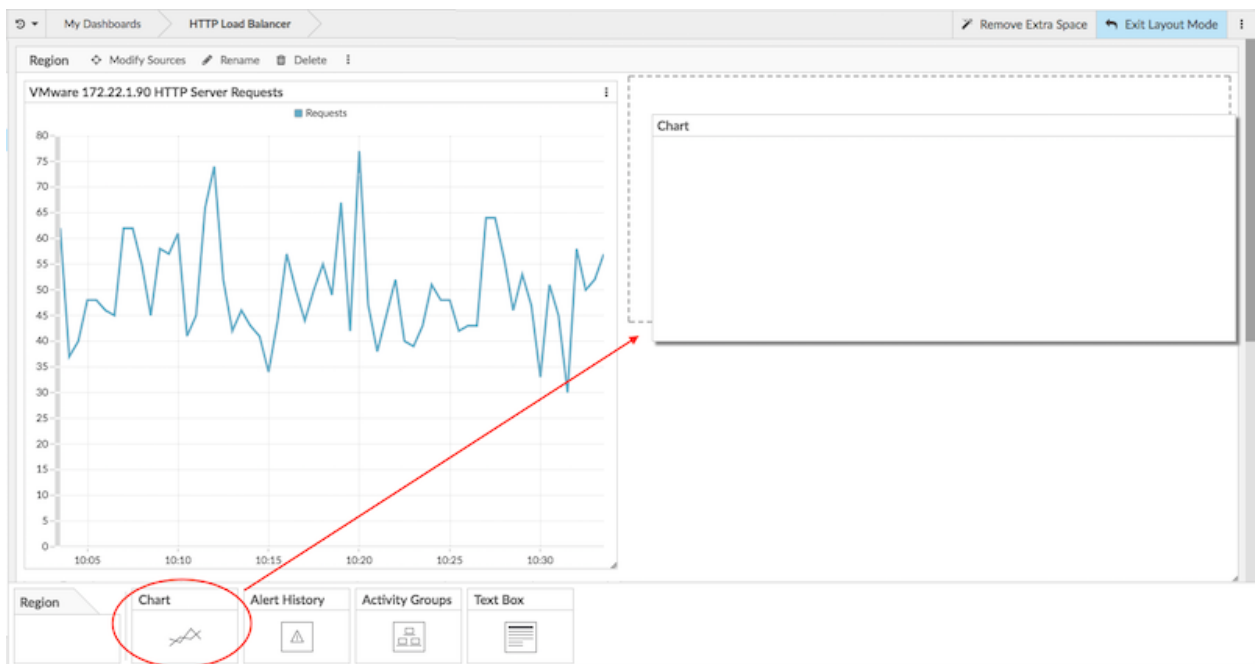 My Dashboards HTTP Load Balancer Remove Extra Space Exit Layout Mode
Region Modify Sources Rename Delete
VMware 172.22.1.90 HTTP Server Requests
Requests
Chart
80
75
70
65
60
55
50
45
40
35
30
25
20
15
10
5
0
10:05 10:10 10:15 10:20 10:25 10:30
Region Chart Alert History Activity Groups Text Box